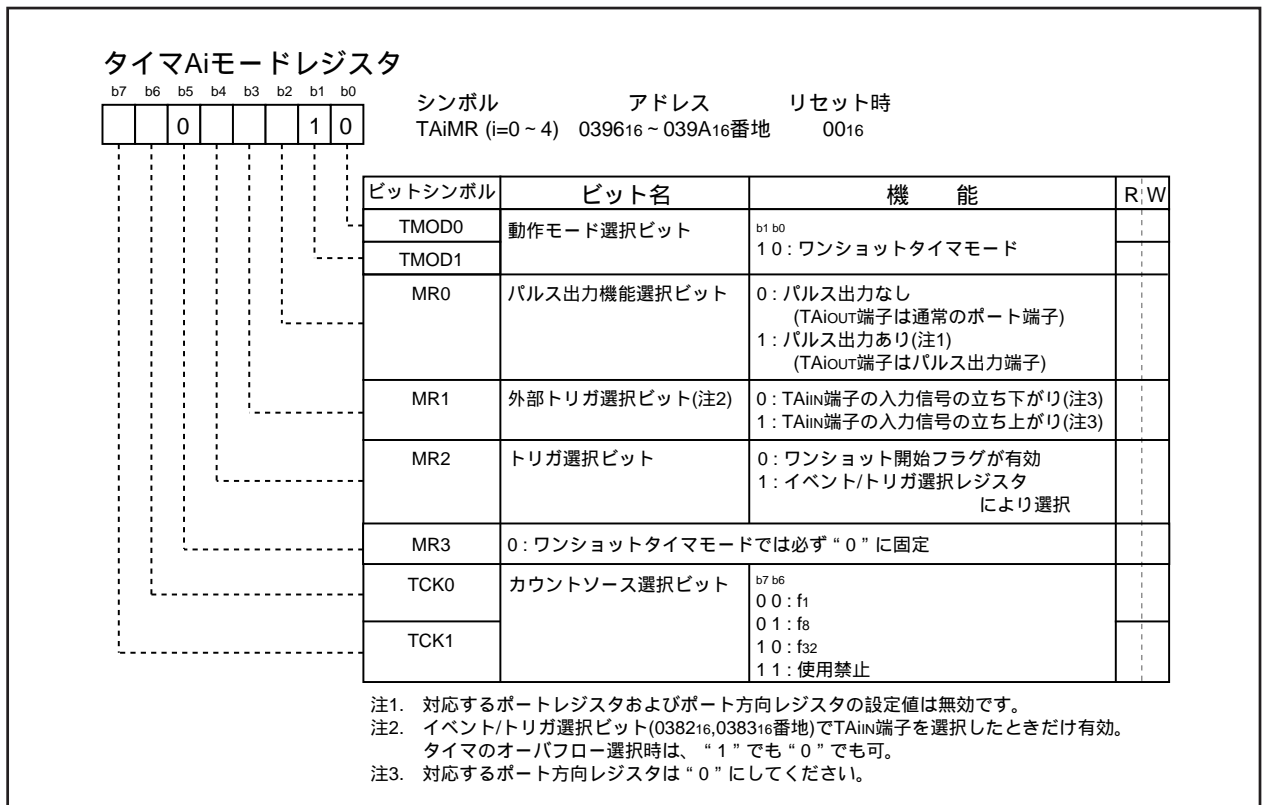 タイマAiモードレジスタ
b7 b6 b5 b4 b3 b2 b1 b0
0 1 0
シンボル アドレス リセット時
TAiMR (i=0 ~ 4) 039616 ~ 039A16番地 0016
ビットシンボル ビット名 機 能 R W
TMOD0 動作モード選択ビット b1 b0
1 0 : ワンショットタイマモード
TMOD1
MR0 パルス出力機能選択ビット 0 : パルス出力なし
(TAiOUT端子は通常のポート端子)
1 : パルス出力あり(注1)
(TAiOUT端子はパルス出力端子)
MR1 外部トリガ選択ビット(注2) 0 : TAiIN端子の入力信号の立ち下がり(注3)
1 : TAiIN端子の入力信号の立ち上がり(注3)
MR2 トリガ選択ビット 0 : ワンショット開始フラグが有効
1 : イベント/トリガ選択レジスタ
により選択
MR3 0 : ワンショットタイマモードでは必ず “ 0 ” に固定
TCK0 カウントソース選択ビット b7 b6
0 0 : f1
0 1 : f8
TCK1 1 0 : f32
1 1 : 使用禁止
注1. 対応するポートレジスタおよびポート方向レジスタの設定値は無効です。
注2. イベント/トリガ選択ビット(038216,038316番地)でTAiIN端子を選択したときだけ有効。
タイマのオーバフロー選択時は、 “ 1 ” でも “ 0 ” でも可。
注3. 対応するポート方向レジスタは “ 0 ” にしてください。